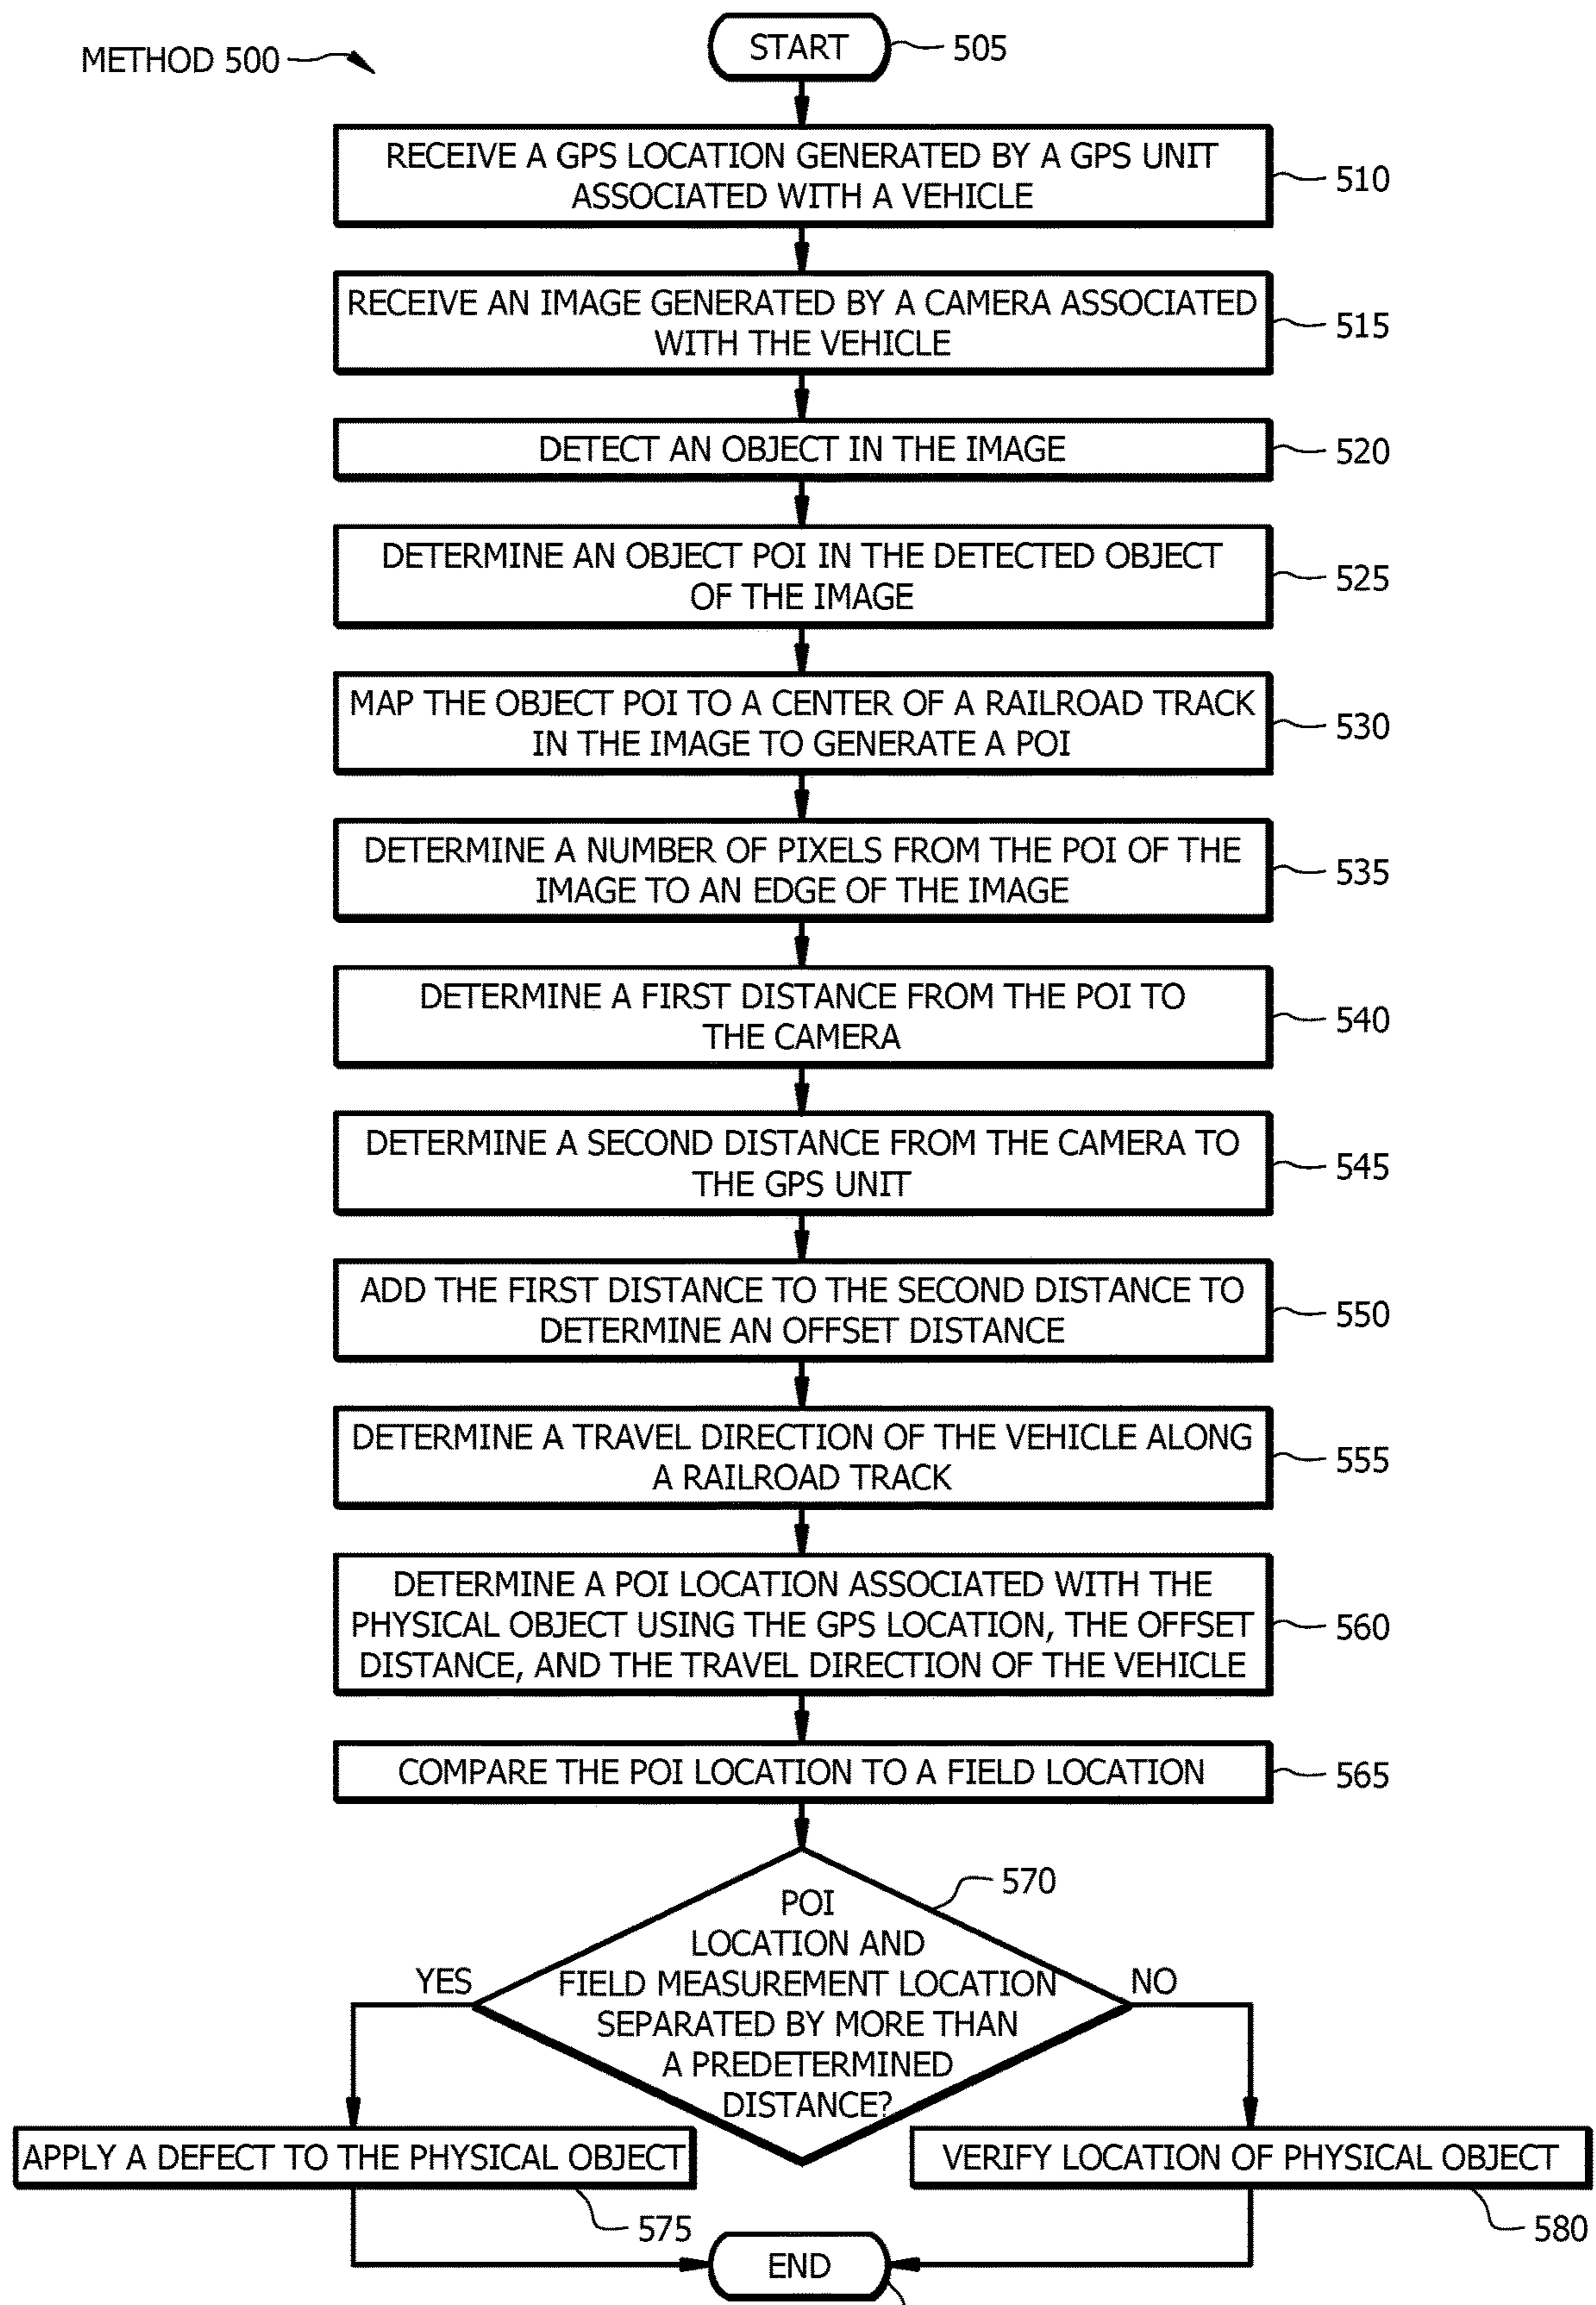 METHOD 500
START
505
RECEIVE A GPS LOCATION GENERATED BY A GPS UNIT
ASSOCIATED WITH A VEHICLE
510
RECEIVE AN IMAGE GENERATED BY A CAMERA ASSOCIATED
WITH THE VEHICLE
515
DETECT AN OBJECT IN THE IMAGE
520
DETERMINE AN OBJECT POI IN THE DETECTED OBJECT
OF THE IMAGE
525
MAP THE OBJECT POI TO A CENTER OF A RAILROAD TRACK
IN THE IMAGE TO GENERATE A POI
530
DETERMINE A NUMBER OF PIXELS FROM THE POI OF THE
IMAGE TO AN EDGE OF THE IMAGE
535
DETERMINE A FIRST DISTANCE FROM THE POI TO
THE CAMERA
540
DETERMINE A SECOND DISTANCE FROM THE CAMERA TO
THE GPS UNIT
545
ADD THE FIRST DISTANCE TO THE SECOND DISTANCE TO
DETERMINE AN OFFSET DISTANCE
550
DETERMINE A TRAVEL DIRECTION OF THE VEHICLE ALONG
A RAILROAD TRACK
555
DETERMINE A POI LOCATION ASSOCIATED WITH THE
PHYSICAL OBJECT USING THE GPS LOCATION, THE OFFSET
DISTANCE, AND THE TRAVEL DIRECTION OF THE VEHICLE
560
COMPARE THE POI LOCATION TO A FIELD LOCATION
565
570
POI
LOCATION AND
FIELD MEASUREMENT LOCATION
SEPARATED BY MORE THAN
A PREDETERMINED
DISTANCE?
YES
NO
APPLY A DEFECT TO THE PHYSICAL OBJECT
575
VERIFY LOCATION OF PHYSICAL OBJECT
580
END